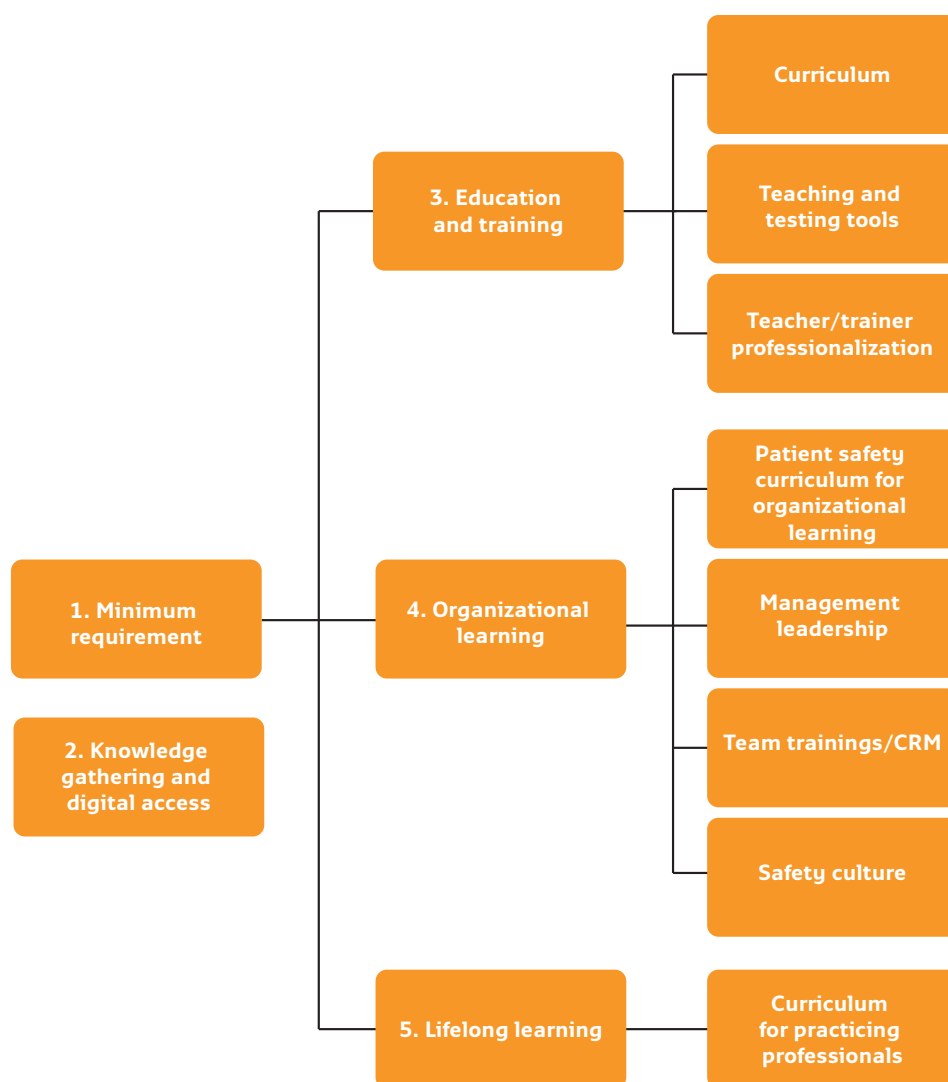 Curriculum
3. Education
and training
Teaching and
testing tools
Teacher/trainer
professionalization
Patient safety
curriculum for
organizational
learning
1. Minimum
requirement
4. Organizational
learning
Management
leadership
2. Knowledge
gathering and
digital access
Team trainings/CRM
Safety culture
5. Lifelong learning
Curriculum
for practicing
professionals